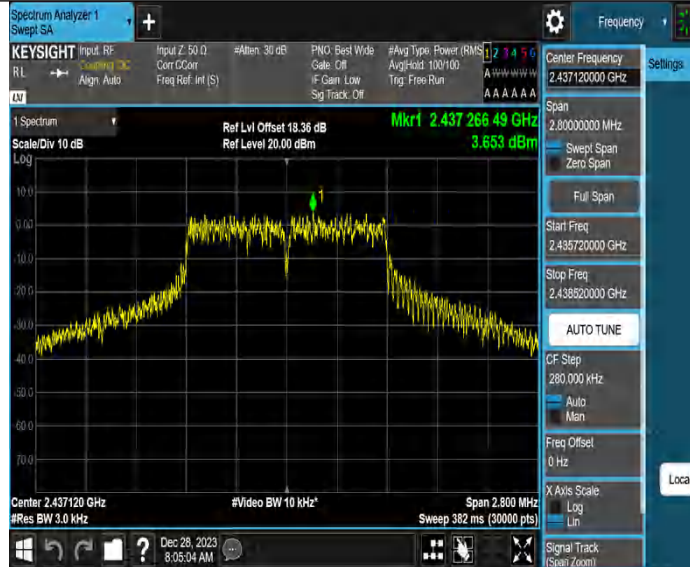 Spectrum Analyzer 1
Swept SA
+
Frequency
KEYSIGHT
Input: RF
Input Z: 50 Ω
#Atten: 30 dB
PNO: Best Wide
#Avg Type: Power (RMS
1 2 3 4 5 6
RL
Coupling: DC
Corr CCorr
Gate: Off
Avg|Hold: 100/100
A W W W W W
Align: Auto
Freq Ref: Int (S)
IF Gain: Low
Trig: Free Run
Sig Track: Off
A A A A A A
LXI
1 Spectrum
Ref Lvl Offset 18.36 dB
Mkr1 2.437 266 49 GHz
Scale/Div 10 dB
Ref Level 20.00 dBm
3.653 dBm
Log
10.0
0.00
-10.0
-20.0
-30.0
-40.0
-50.0
-60.0
-70.0
1
Center 2.437120 GHz
#Video BW 10 kHz*
Span 2.800 MHz
#Res BW 3.0 kHz
Sweep 382 ms (30000 pts)
?
Dec 28, 2023
8:05:04 AM
Center Frequency
2.437120000 GHz
Settings
Span
2.80000000 MHz
Swept Span
Zero Span
Full Span
Start Freq
2.435720000 GHz
Stop Freq
2.438520000 GHz
AUTO TUNE
CF Step
280.000 kHz
Auto
Man
Freq Offset
0 Hz
X Axis Scale
Log
Lin
Loca
Signal Track
(Span Zoom)